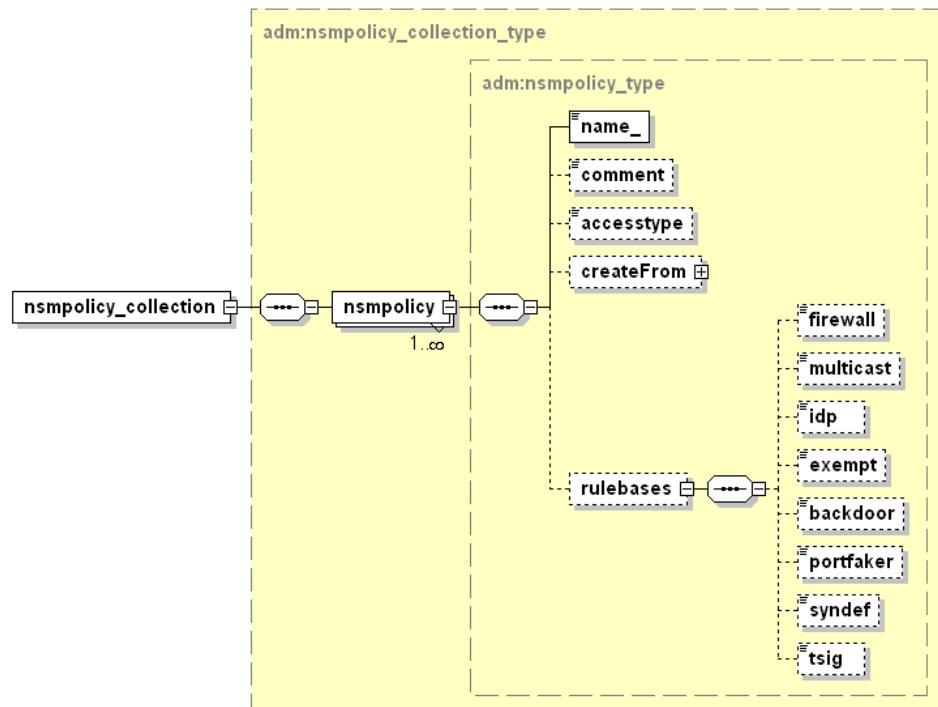 adm:nsmpolicy_collection_type
adm:nsmpolicy_type
name_
comment
accesstype
createFrom
nsmpolicy_collection
nsmpolicy
1..∞
firewall
multicast
idp
exempt
rulebases
backdoor
portfaker
syndef
tsig